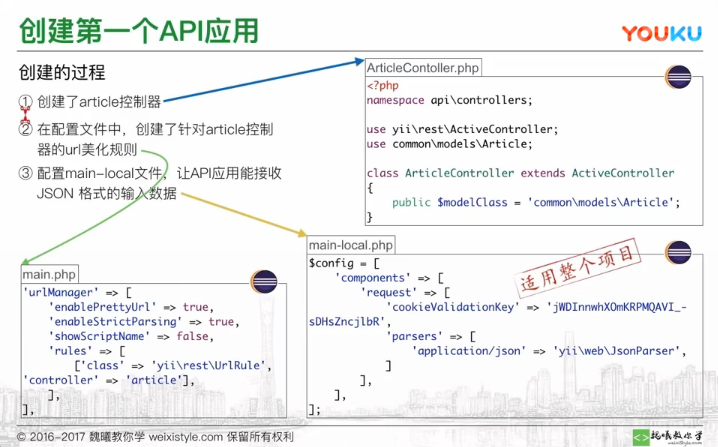 创建第一个API应用
YOUKU
创建的过程
① 创建了article控制器
② 在配置文件中，创建了针对article控制
器的url美化规则
③ 配置main-local文件，让API应用能接收
JSON 格式的输入数据
ArticleContoller.php
<?php
namespace api\controllers;
use yii\rest\ActiveController;
use common\models\Article;
class ArticleController extends ActiveController
{
public $modelClass = 'common\models\Article';
}
main.php
'urlManager' => [
'enablePrettyUrl' => true,
'enableStrictParsing' => true,
'showScriptName' => false,
'rules' => [
['class' => 'yii\rest\UrlRule',
'controller' => 'article'],
],
],
main-local.php
适用整个项目
$config = [
'components' => [
'request' => [
'cookieValidationKey' => 'jWDInnwhXOmKRPMQAVI_-
sDHsZncjlbR',
'parsers' => [
'application/json' => 'yii\web\JsonParser',
]
],
],
];
© 2016-2017 魏曦教你学 weixistyle.com 保留所有权利
<> 魏曦教你学
weixistyle.com